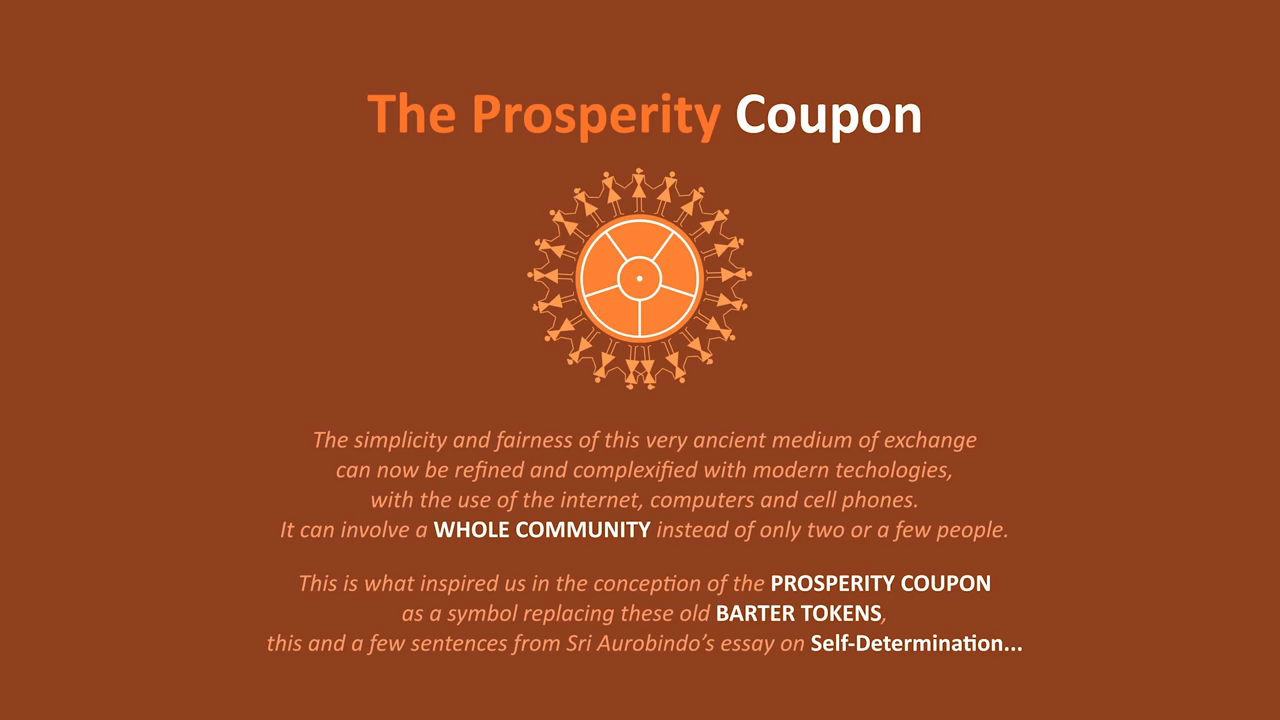 The Prosperity Coupon
The simplicity and fairness of this very ancient medium of exchange
can now be refined and complexified with modern techologies,
with the use of the internet, computers and cell phones.
It can involve a WHOLE COMMUNITY instead of only two or a few people.
This is what inspired us in the conception of the PROSPERITY COUPON
as a symbol replacing these old BARTER TOKENS,
this and a few sentences from Sri Aurobindo’s essay on Self-Determination...